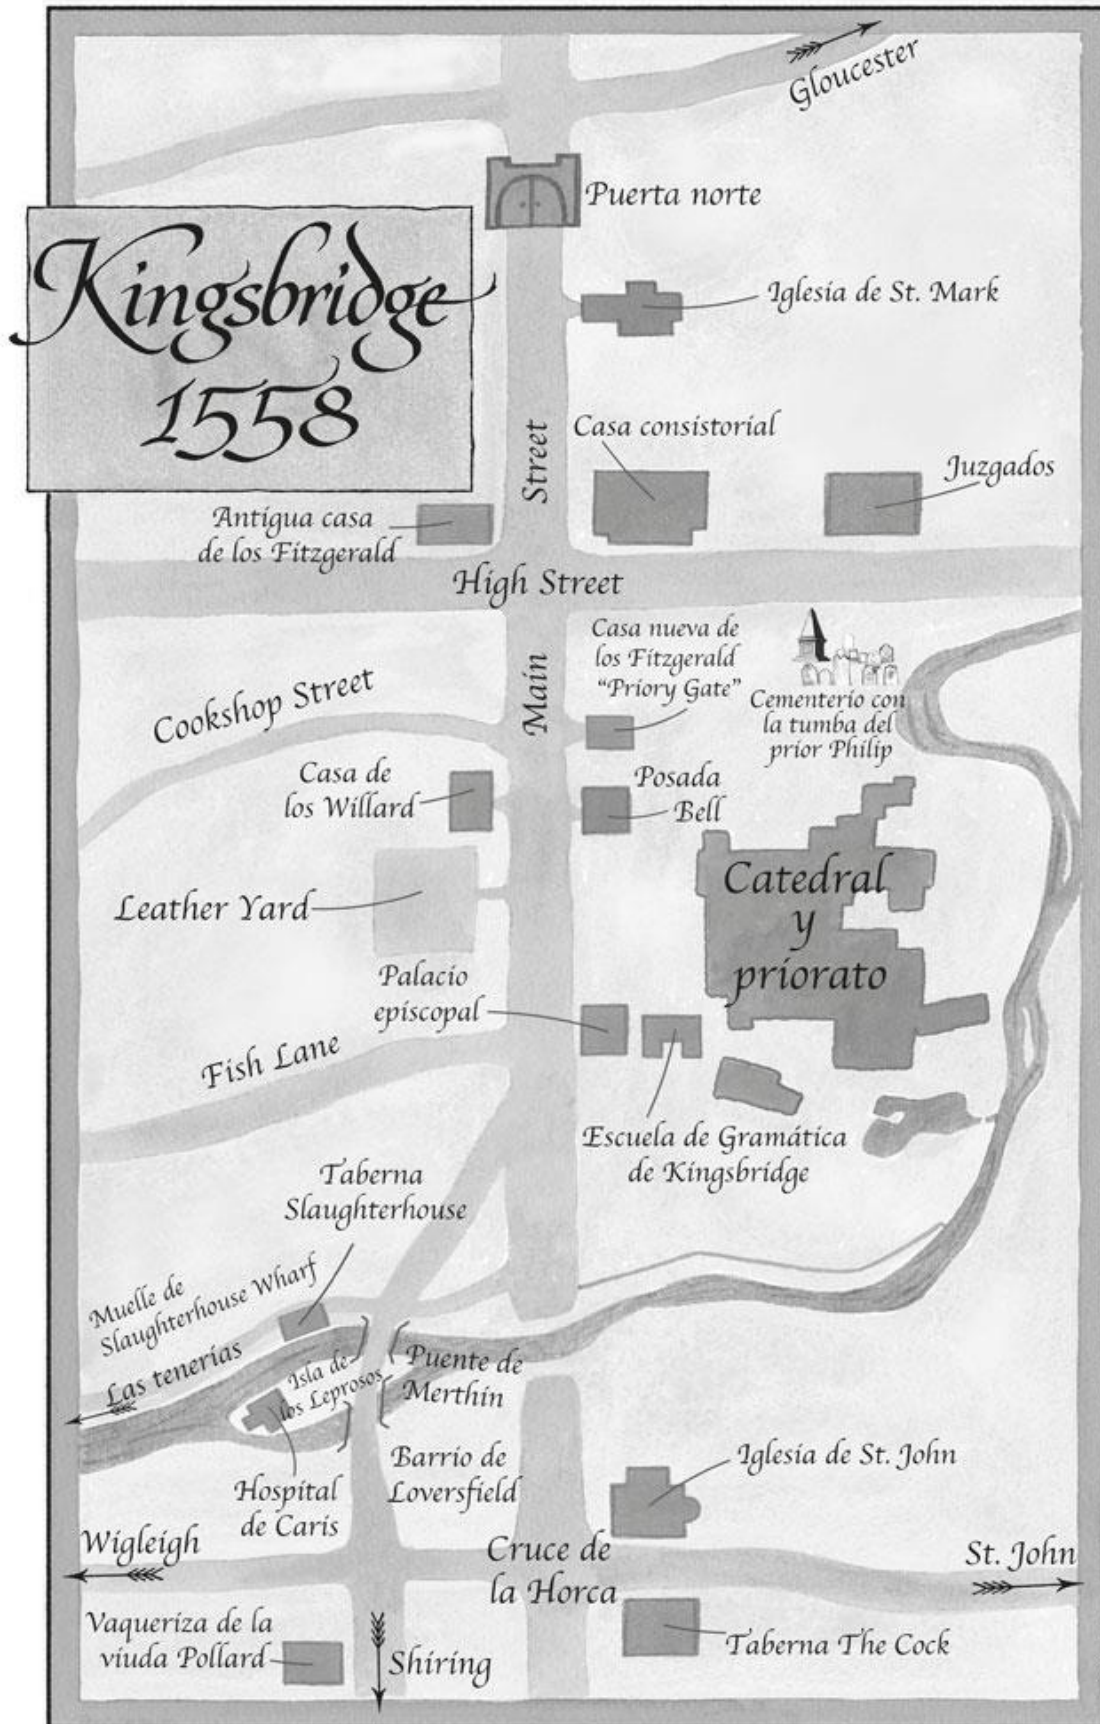 Gloucester
Puerta norte
Kingsbridge
1558
Iglesia de St. Mark
Casa consistorial
Juzgados
Street
Antigua casa
de los Fitzgerald
High Street
Main
Casa nueva de
los Fitzgerald
"Priory Gate"
Cementerio con
la tumba del
prior Philip
Cookshop Street
Casa de
los Willard
Posada
Bell
Leather Yard
Catedral
y
priorato
Palacio
episcopal
Fish Lane
Escuela de Gramática
de Kingsbridge
Taberna
Slaughterhouse
Muelle de
Slaughterhouse Wharf
Las tenerías
Isla de
los Leprosos
Puente de
Merthin
Hospital
de Caris
Barrio de
Loversfield
Iglesia de St. John
Wigleigh
Cruce de
la Horca
St. John
Vaqueriza de la
viuda Pollard
Shiring
Taberna The Cock